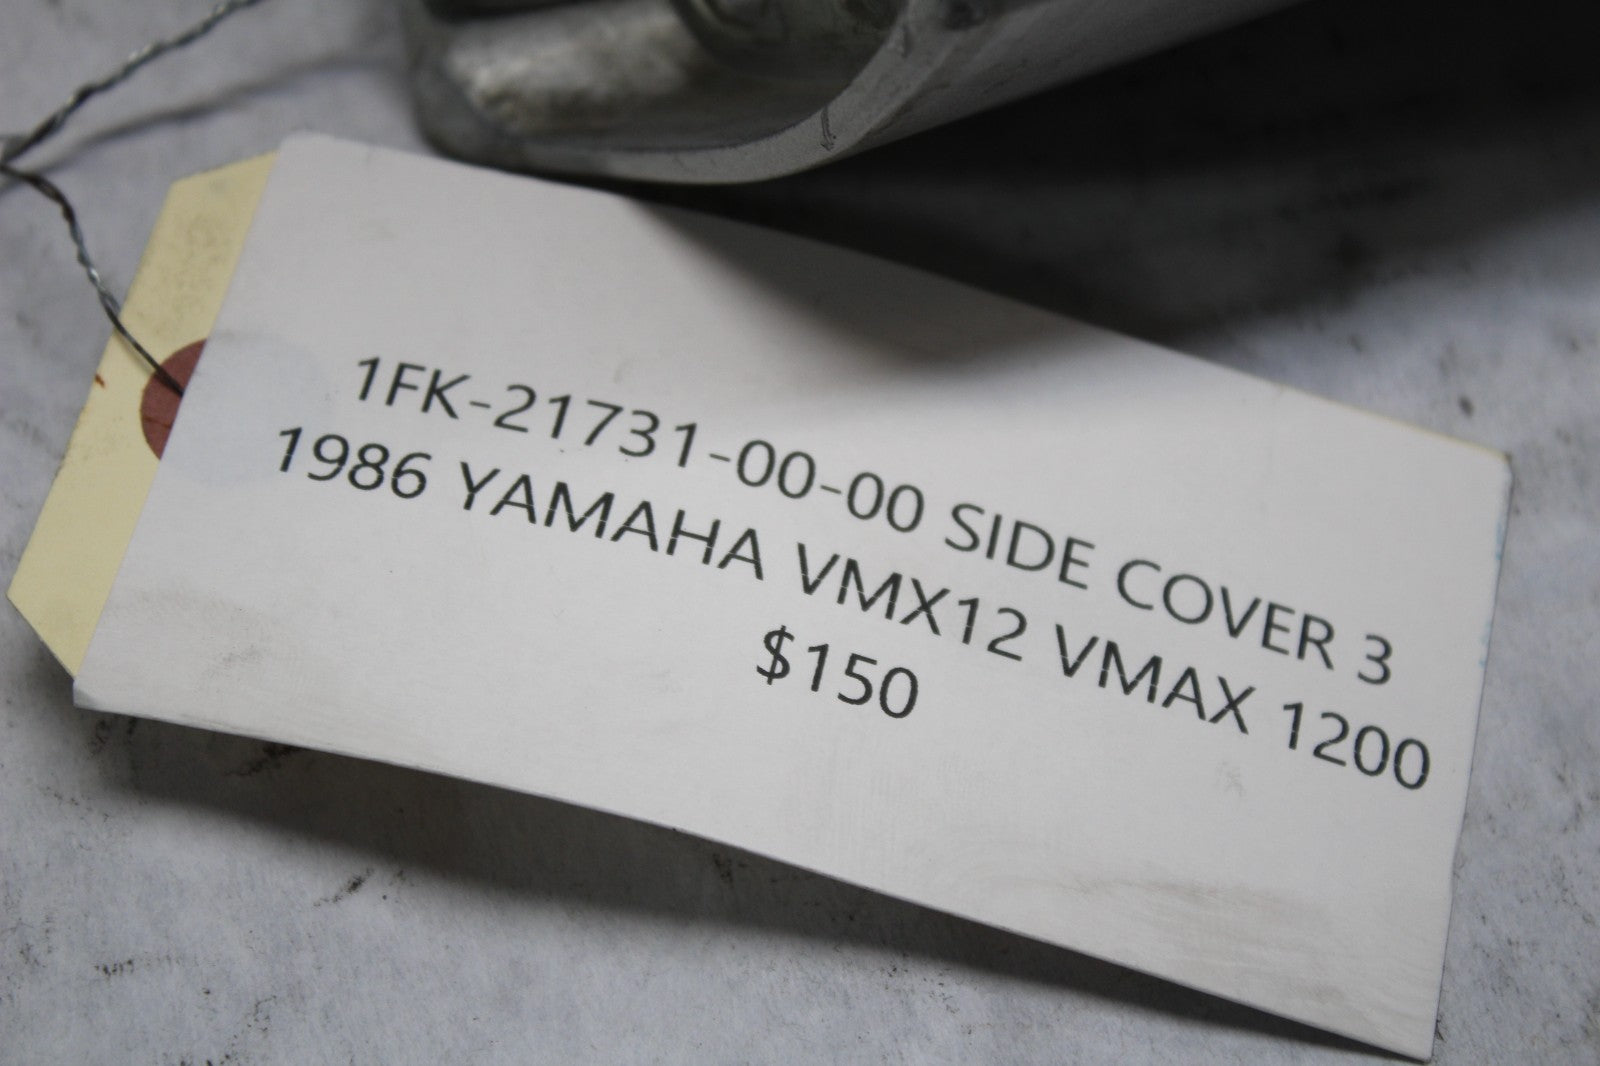 1FK-21731-00-00 SIDE COVER 3
1986 YAMAHA VMX12 VMAX 1200
$150